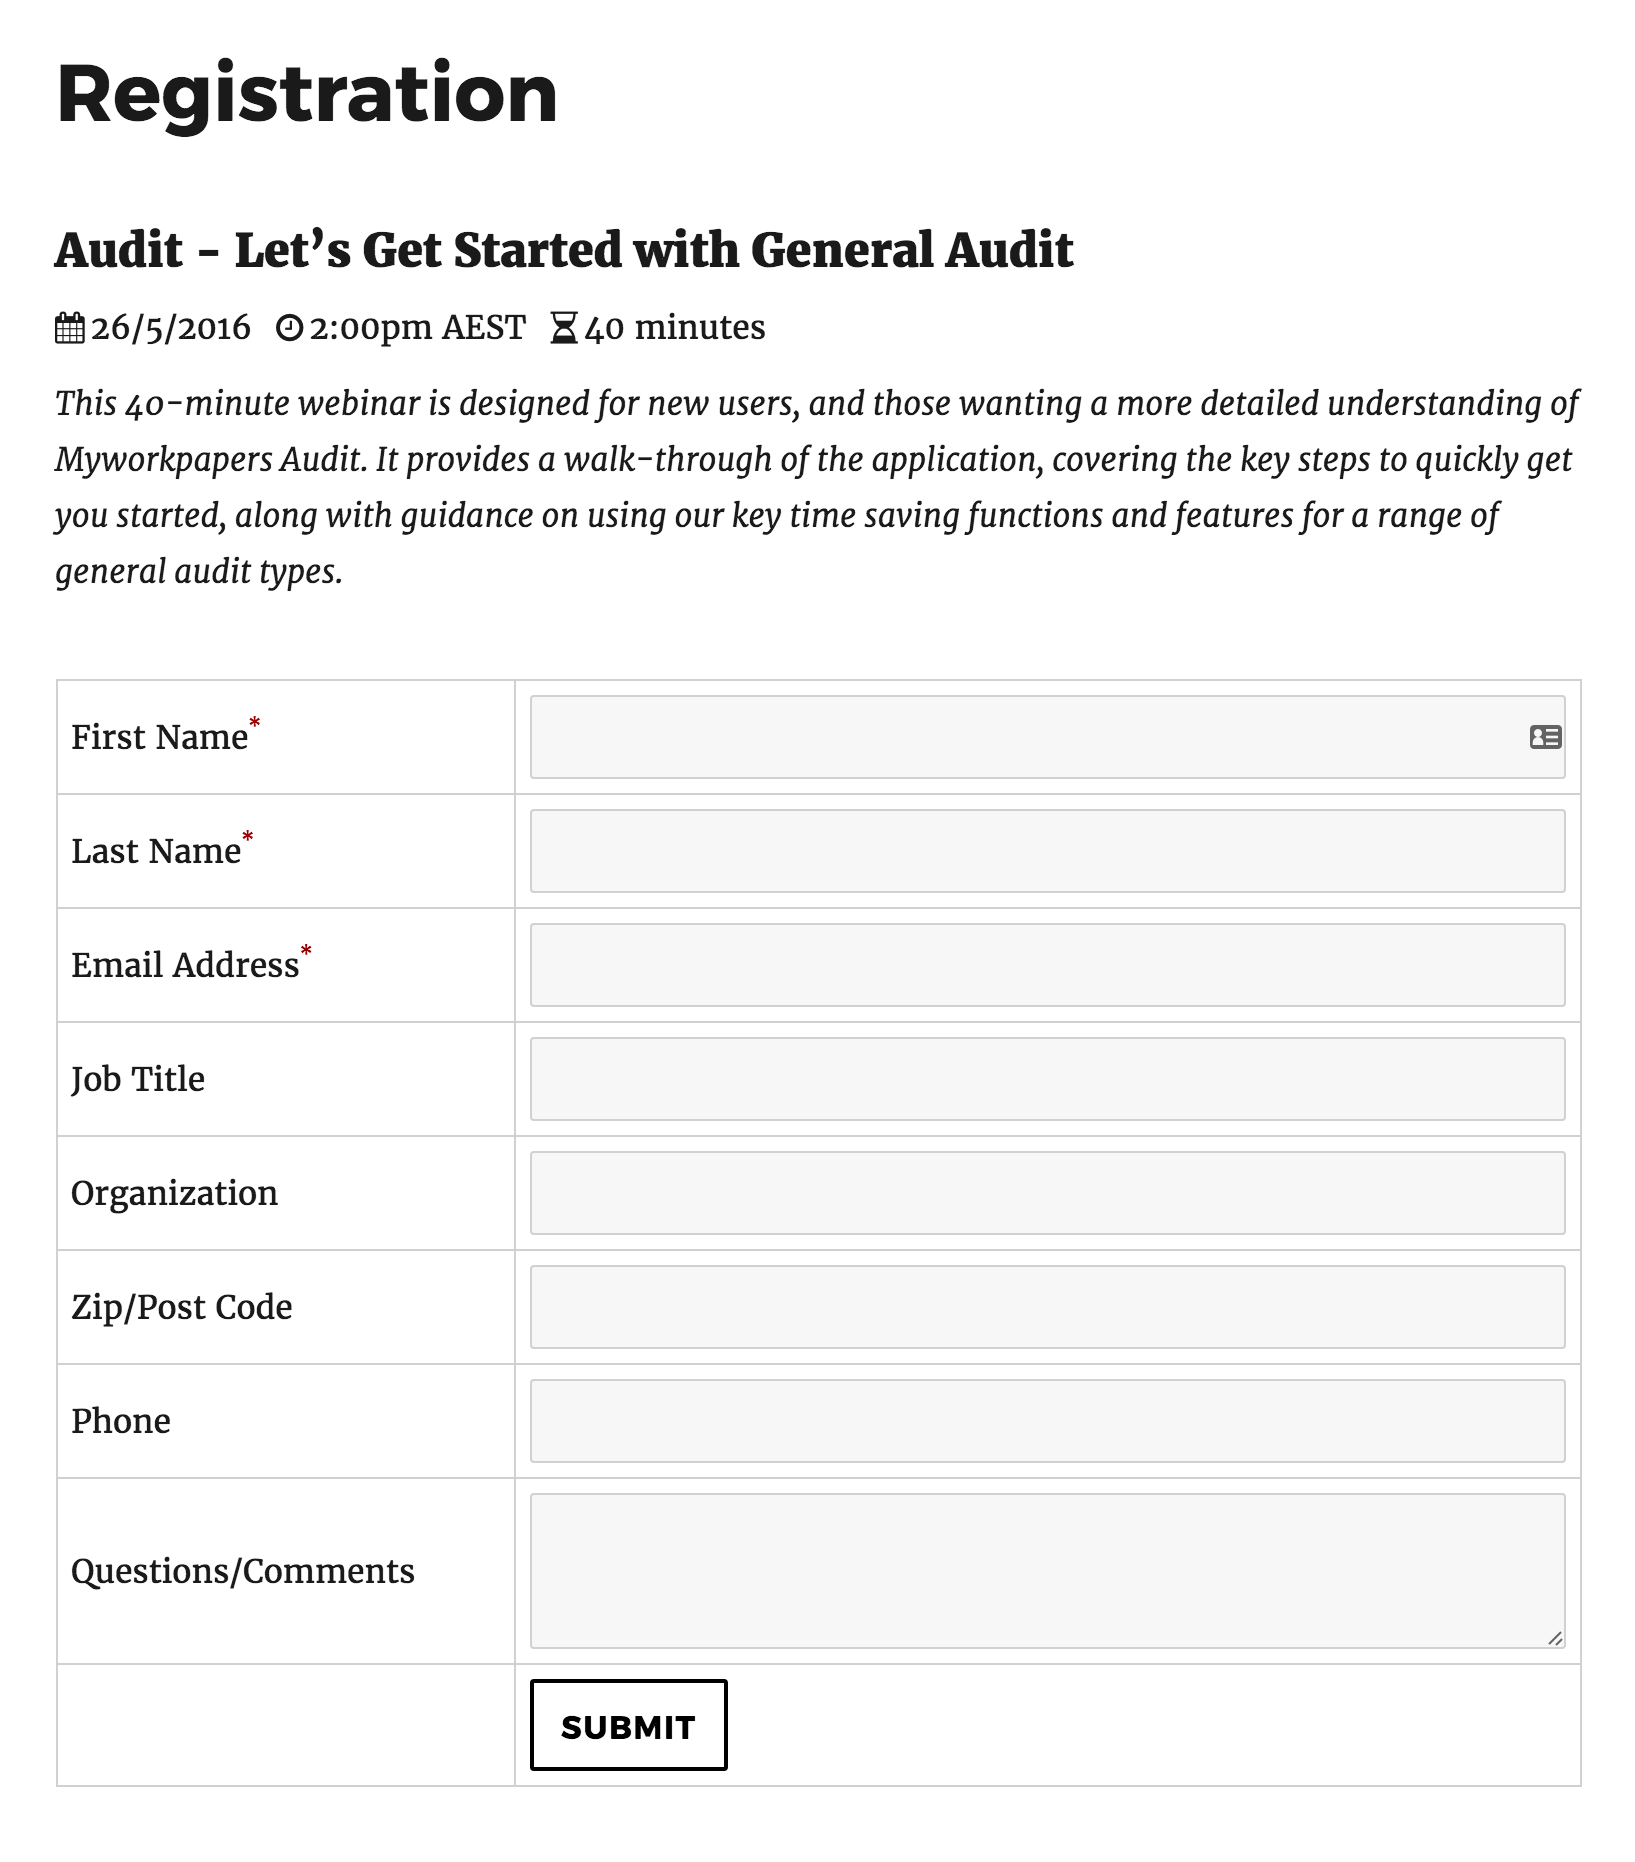 Registration
Audit - Let’s Get Started with General Audit
26/5/2016 2:00pm AEST 40 minutes
This 40-minute webinar is designed for new users, and those wanting a more detailed understanding of
Myworkpapers Audit. It provides a walk-through of the application, covering the key steps to quickly get
you started, along with guidance on using our key time saving functions and features for a range of
general audit types.
First Name*
Last Name*
Email Address*
Job Title
Organization
Zip/Post Code
Phone
Questions/Comments
SUBMIT